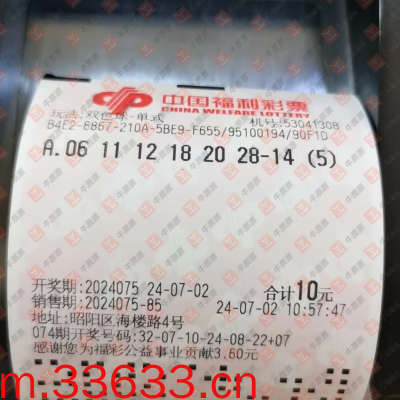 中国福利彩票
CHINA WELFARE LOTTERY
玩法:双色球-单式 机号:53041308
B4E2-8867-210A-5BE9-F655/95100194/90F1D
A.06 11 12 18 20 28-14 (5)
开奖期:2024075 24-07-02 合计10元
销售期:2024075-85 24-07-02 10:57:47
地址:昭阳区海楼路4号
074期开奖号码:32-07-10-24-08-22+07
感谢您为福彩公益事业贡献3.60元
m.33633.cn